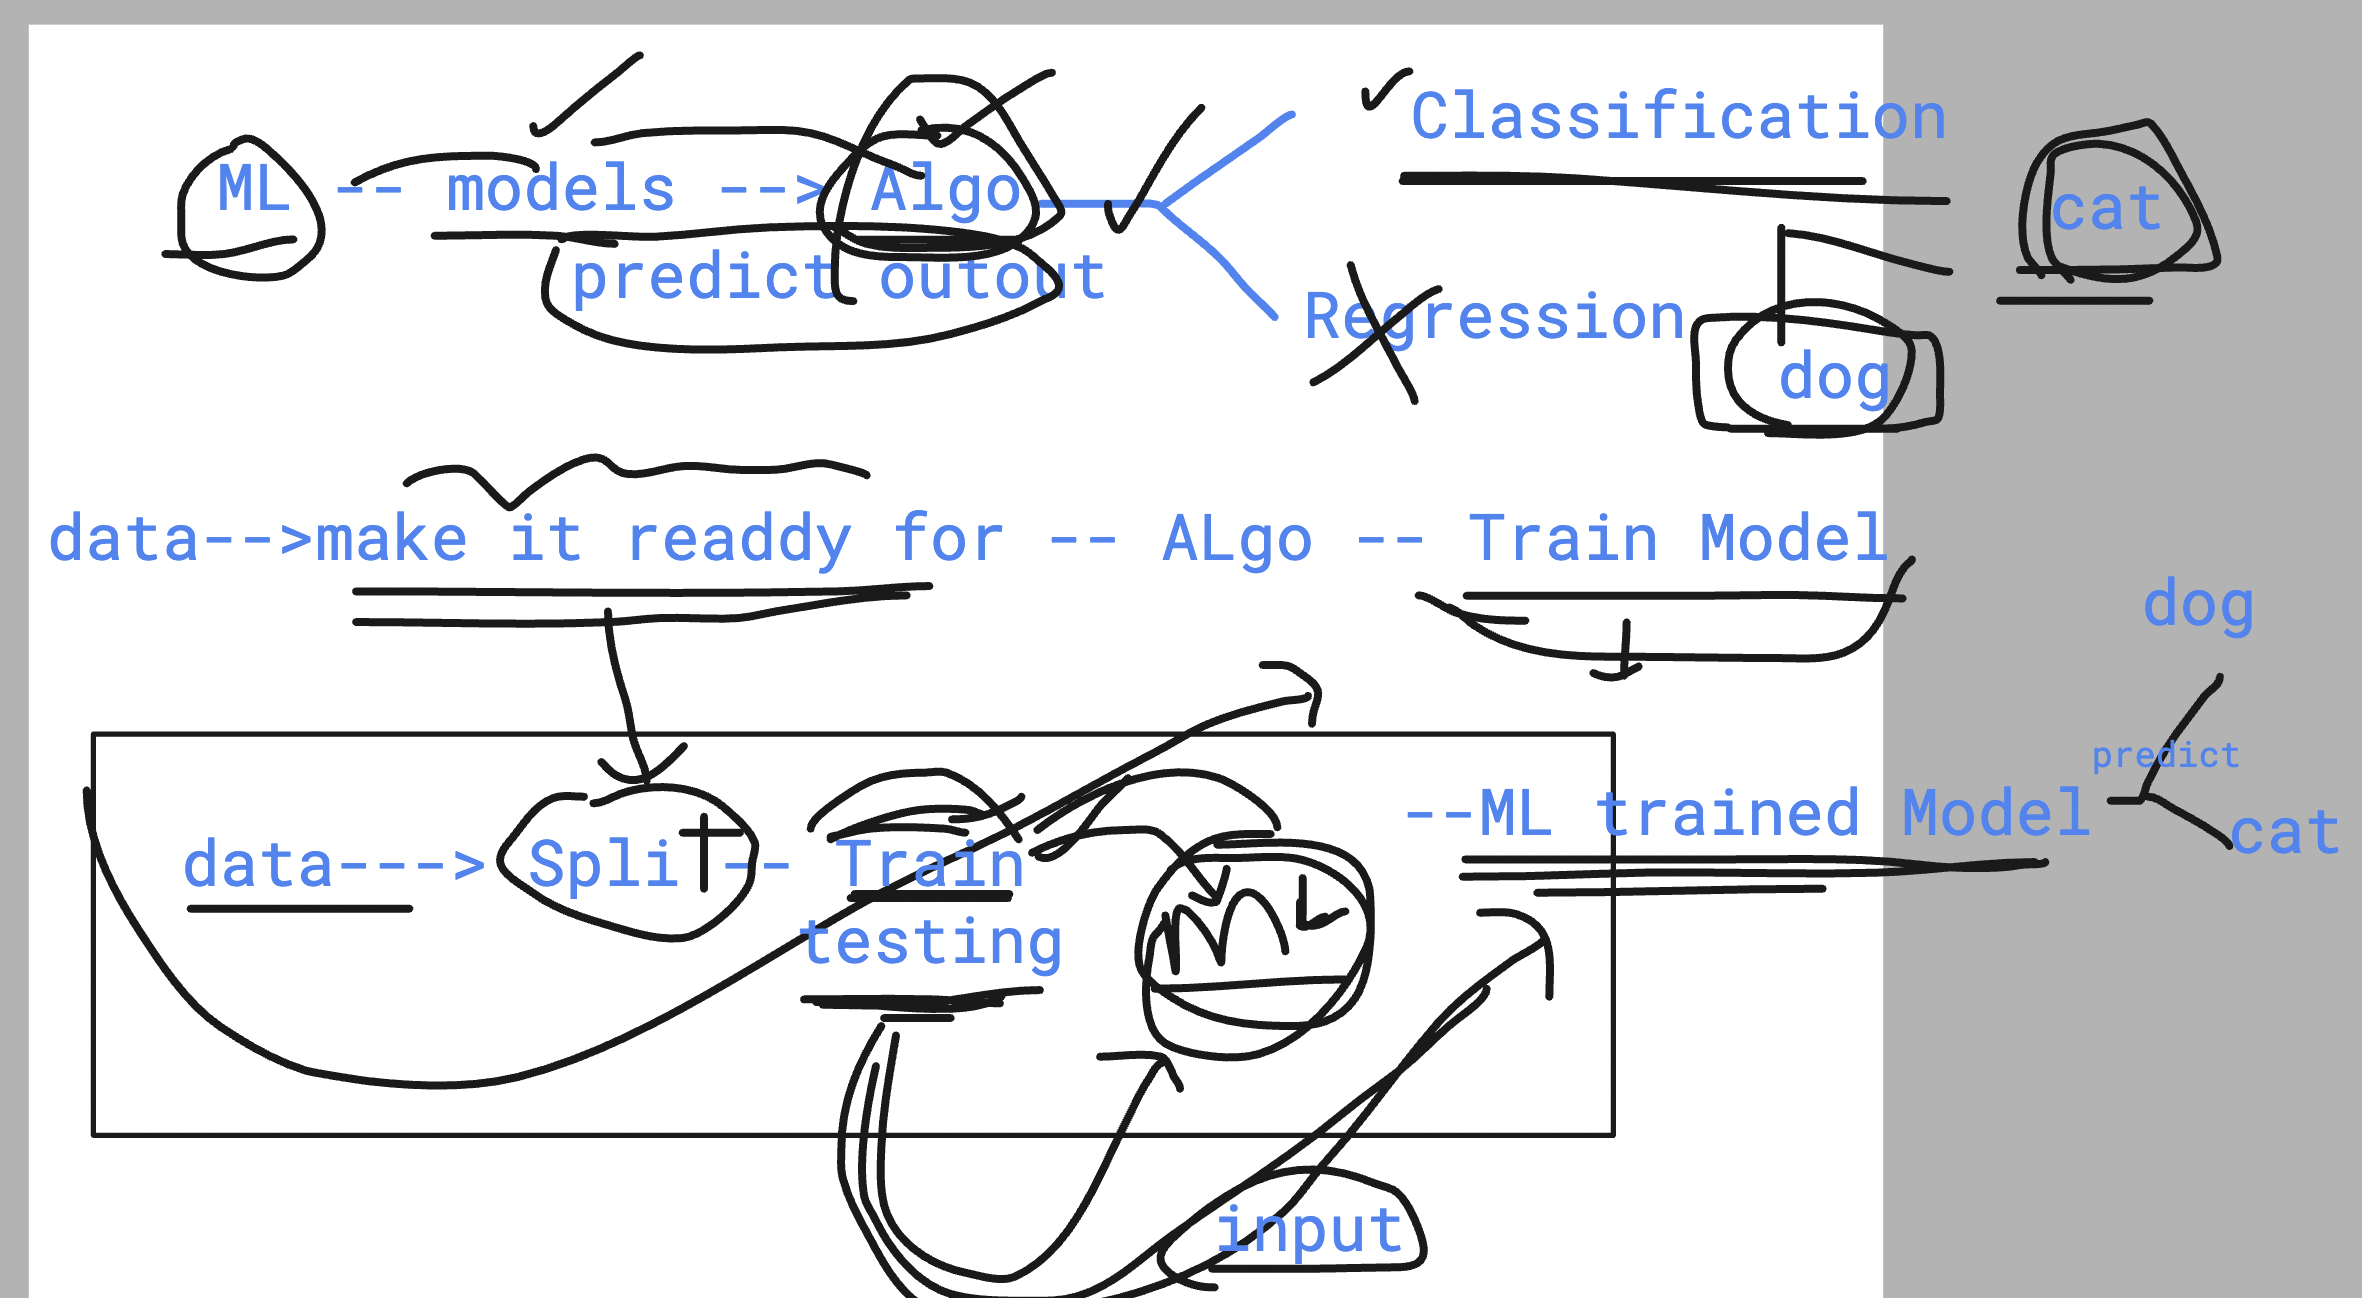 Classification
ML -- models --> Algo
cat
predict outout
Regression
dog
data-->make it readdy for -- ALgo -- Train Model
dog
predict
--ML trained Model
cat
data---> Split -- Train
testing
ML
input